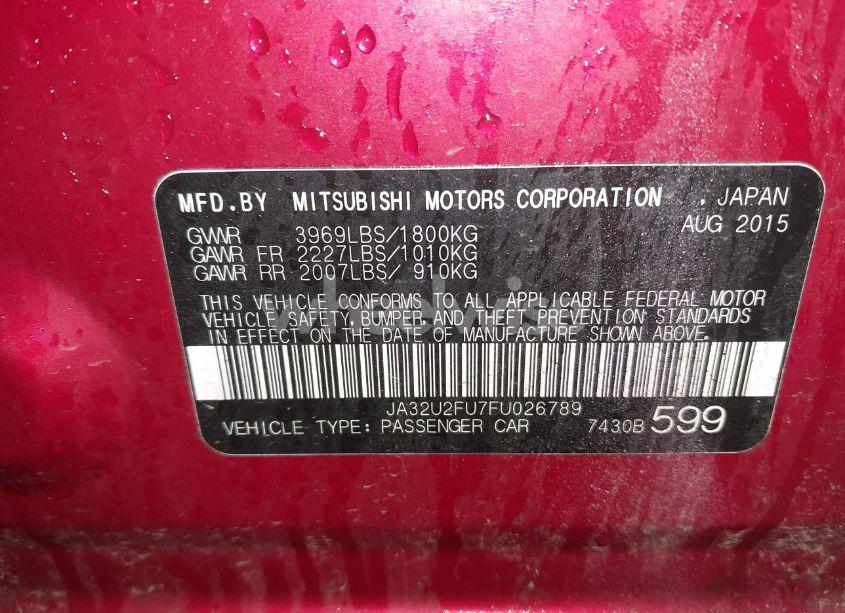 MFD.BY MITSUBISHI MOTORS CORPORATION , JAPAN
AUG 2015
GVWR 3969LBS/1800KG
GAWR FR 2227LBS/1010KG
GAWR RR 2007LBS/ 910KG
THIS VEHICLE CONFORMS TO ALL APPLICABLE FEDERAL MOTOR
VEHICLE SAFETY, BUMPER, AND THEFT PREVENTION STANDARDS
IN EFFECT ON THE DATE OF MANUFACTURE SHOWN ABOVE.
JA32U2FU7FU026789
VEHICLE TYPE: PASSENGER CAR 7430B 599